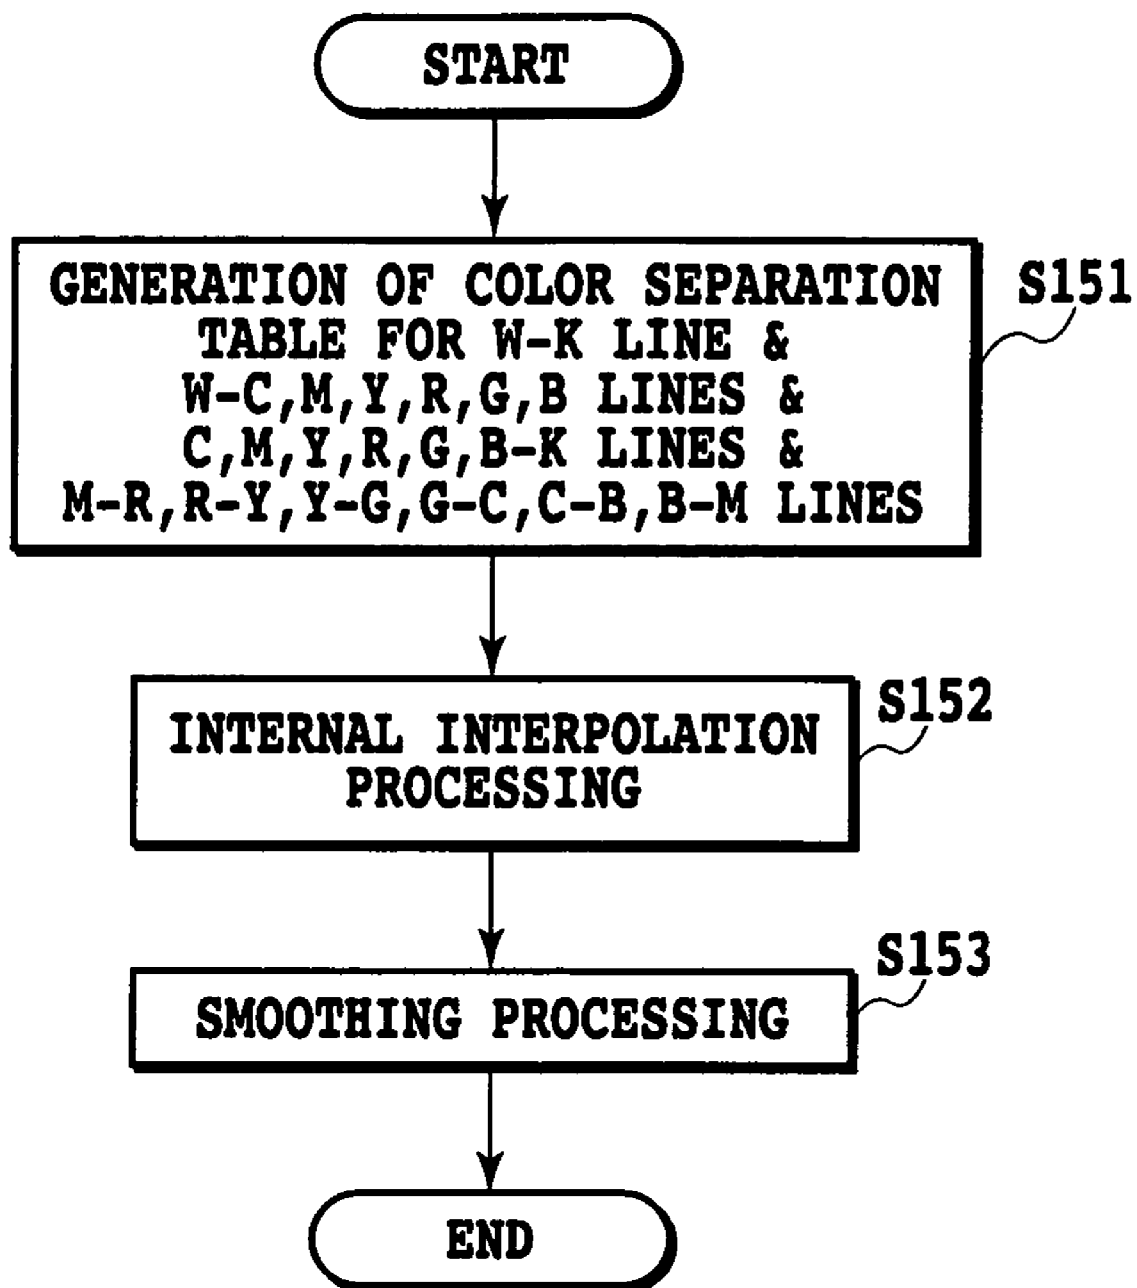 START
GENERATION OF COLOR SEPARATION
TABLE FOR W-K LINE &
W-C,M,Y,R,G,B LINES &
C,M,Y,R,G,B-K LINES &
M-R,R-Y,Y-G,G-C,C-B,B-M LINES
S151
INTERNAL INTERPOLATION
PROCESSING
S152
SMOOTHING PROCESSING
S153
END